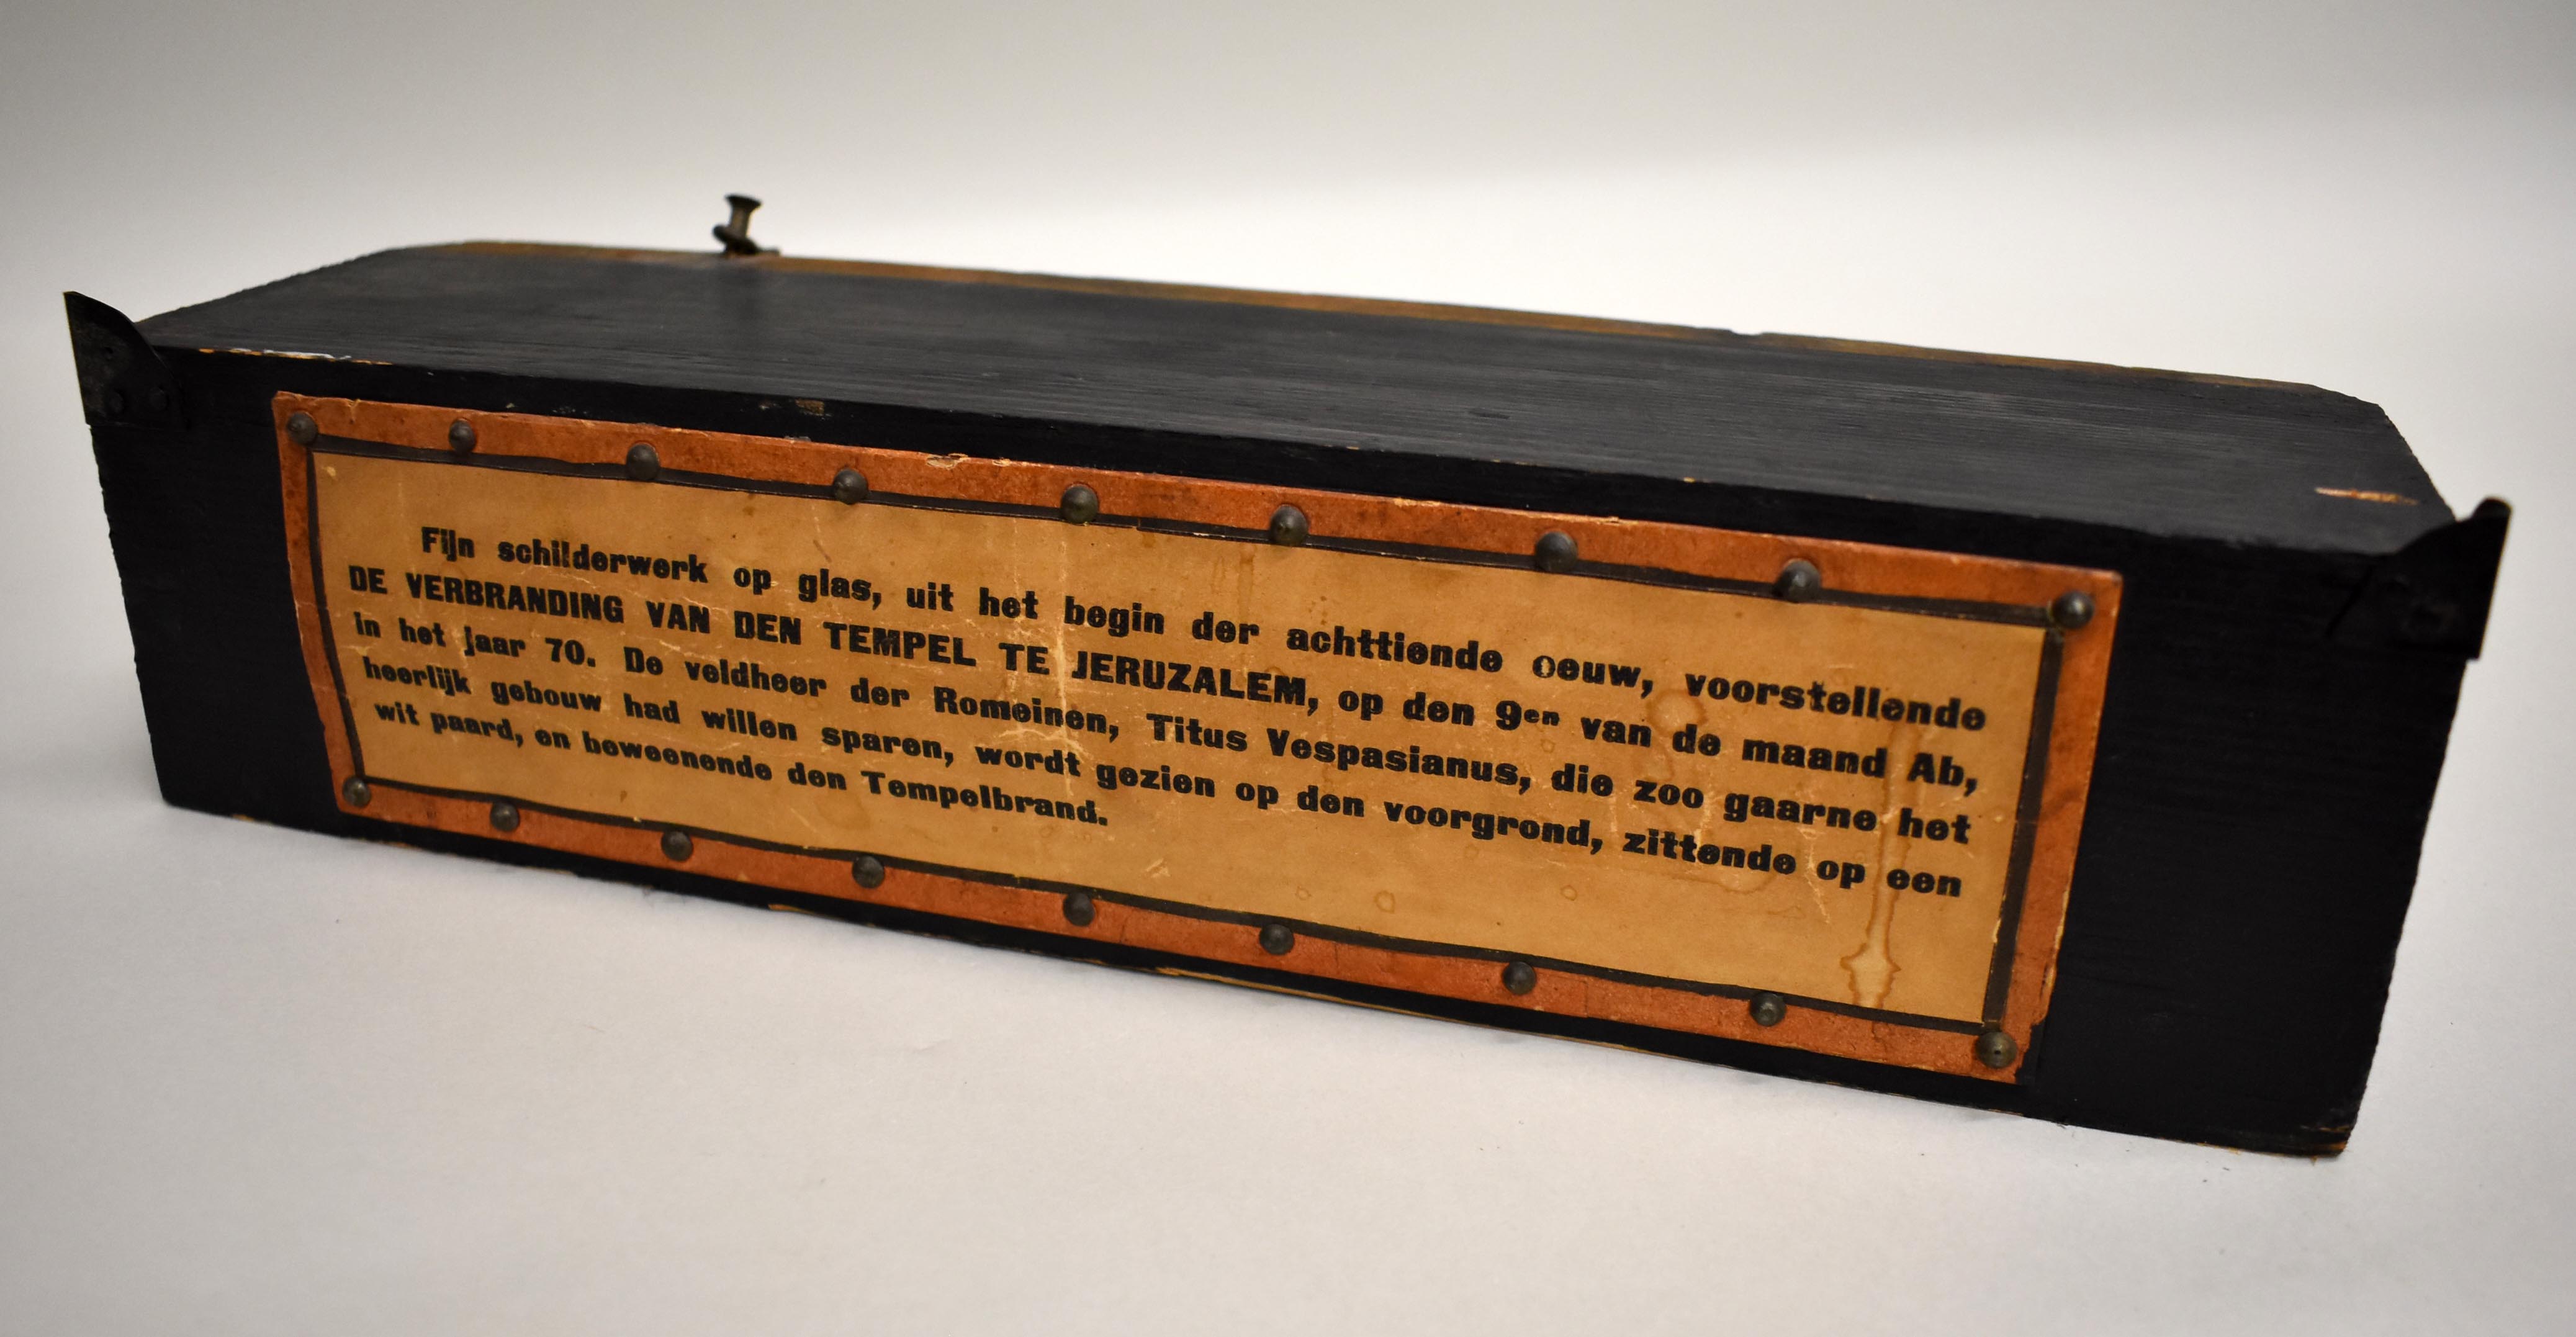 Fijn schilderwerk op glas, uit het begin der achttiende eeuw, voorstellende
DE VERBRANDING VAN DEN TEMPEL TE JERUZALEM, op den 9en van de maand Ab,
in het jaar 70. De veldheer der Romeinen, Titus Vespasianus, die zoo gaarne het
heerlijk gebouw had willen sparen, wordt gezien op den voorgrond, zittende op een
wit paard, en beweenende den Tempelbrand.